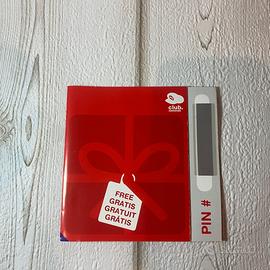 club.
FREE
GRATIS
GRATUIT
GRÁTIS
PIN #